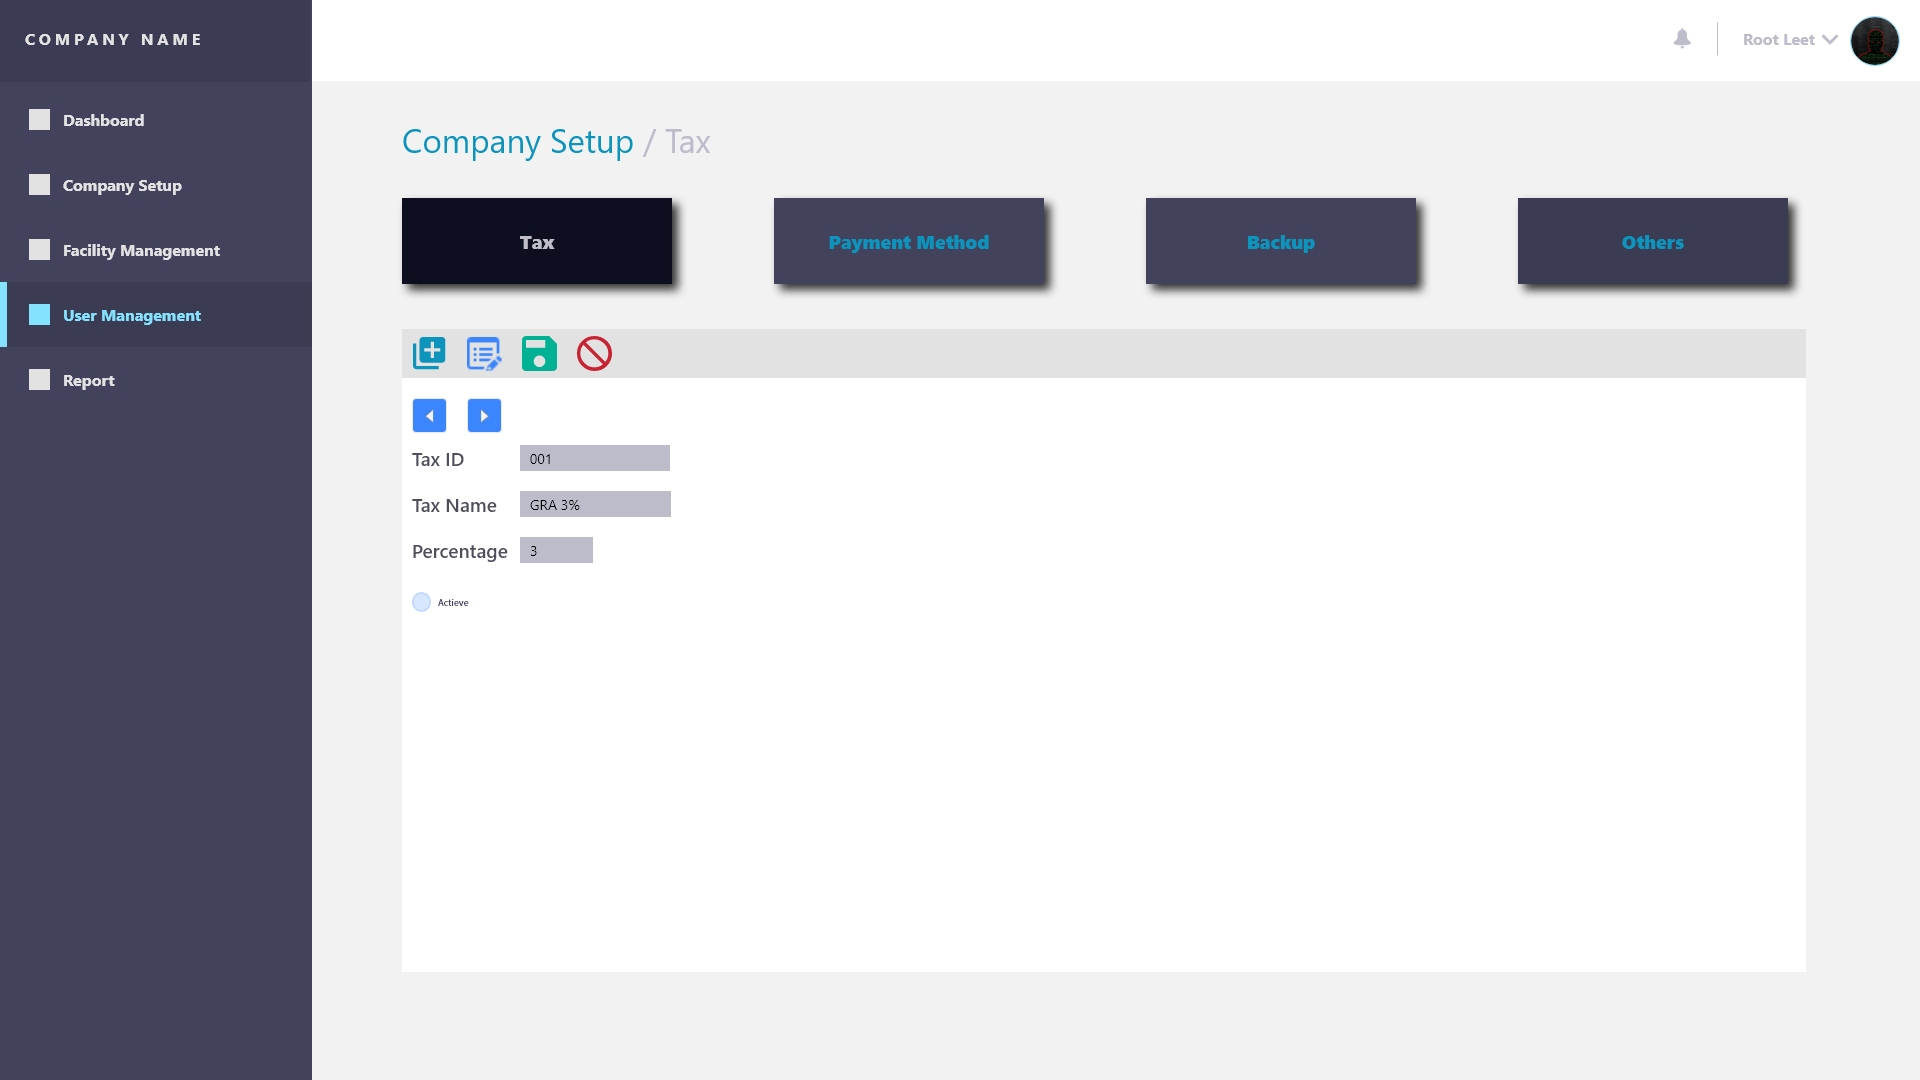 COMPANY NAME
Root Leet
Dashboard
Company Setup
Facility Management
User Management
Report
Company Setup / Tax
Tax
Payment Method
Backup
Others
Tax ID 001
Tax Name GRA 3%
Percentage 3
Actieve